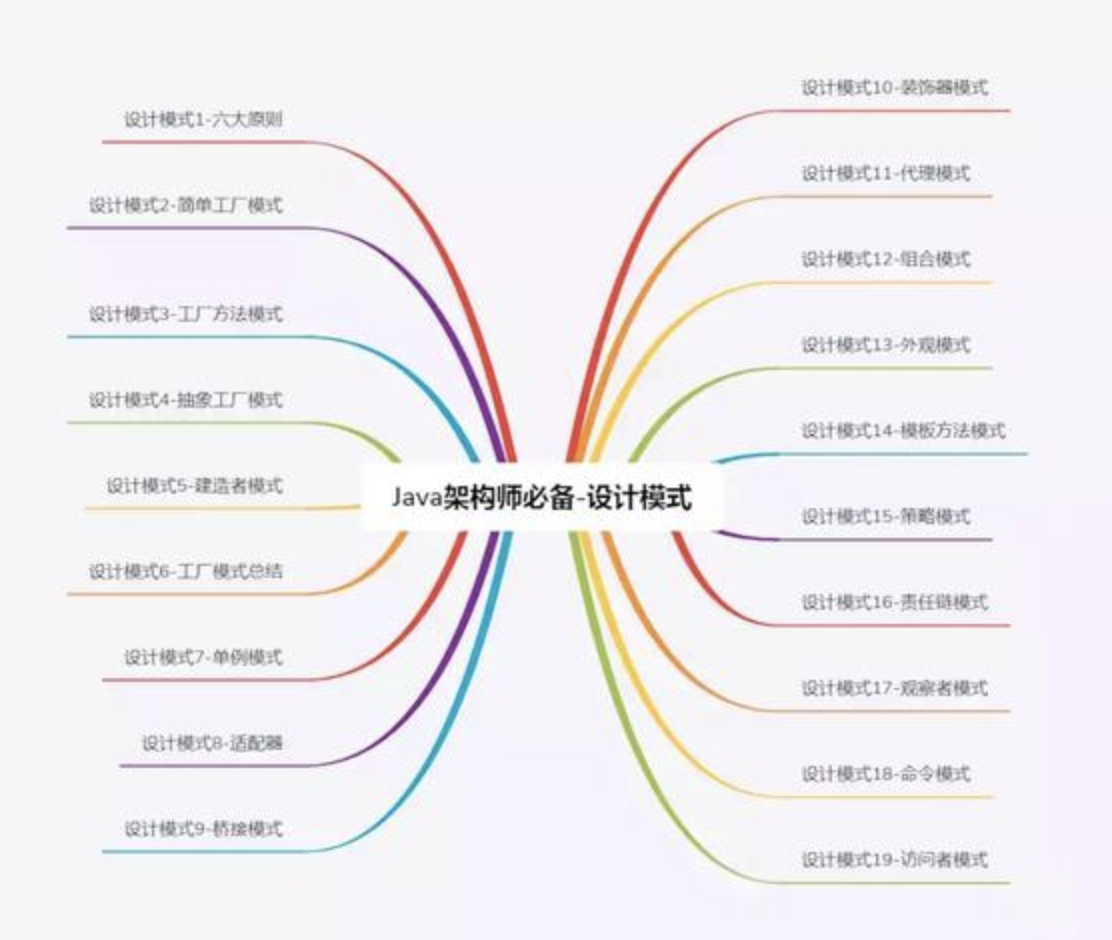 设计模式1-六大原则
设计模式2-简单工厂模式
设计模式3-工厂方法模式
设计模式4-抽象工厂模式
设计模式5-建造者模式
设计模式6-工厂模式总结
设计模式7-单例模式
设计模式8-适配器
设计模式9-桥接模式
Java架构师必备-设计模式
设计模式10-装饰器模式
设计模式11-代理模式
设计模式12-组合模式
设计模式13-外观模式
设计模式14-模板方法模式
设计模式15-策略模式
设计模式16-责任链模式
设计模式17-观察者模式
设计模式18-命令模式
设计模式19-访问者模式